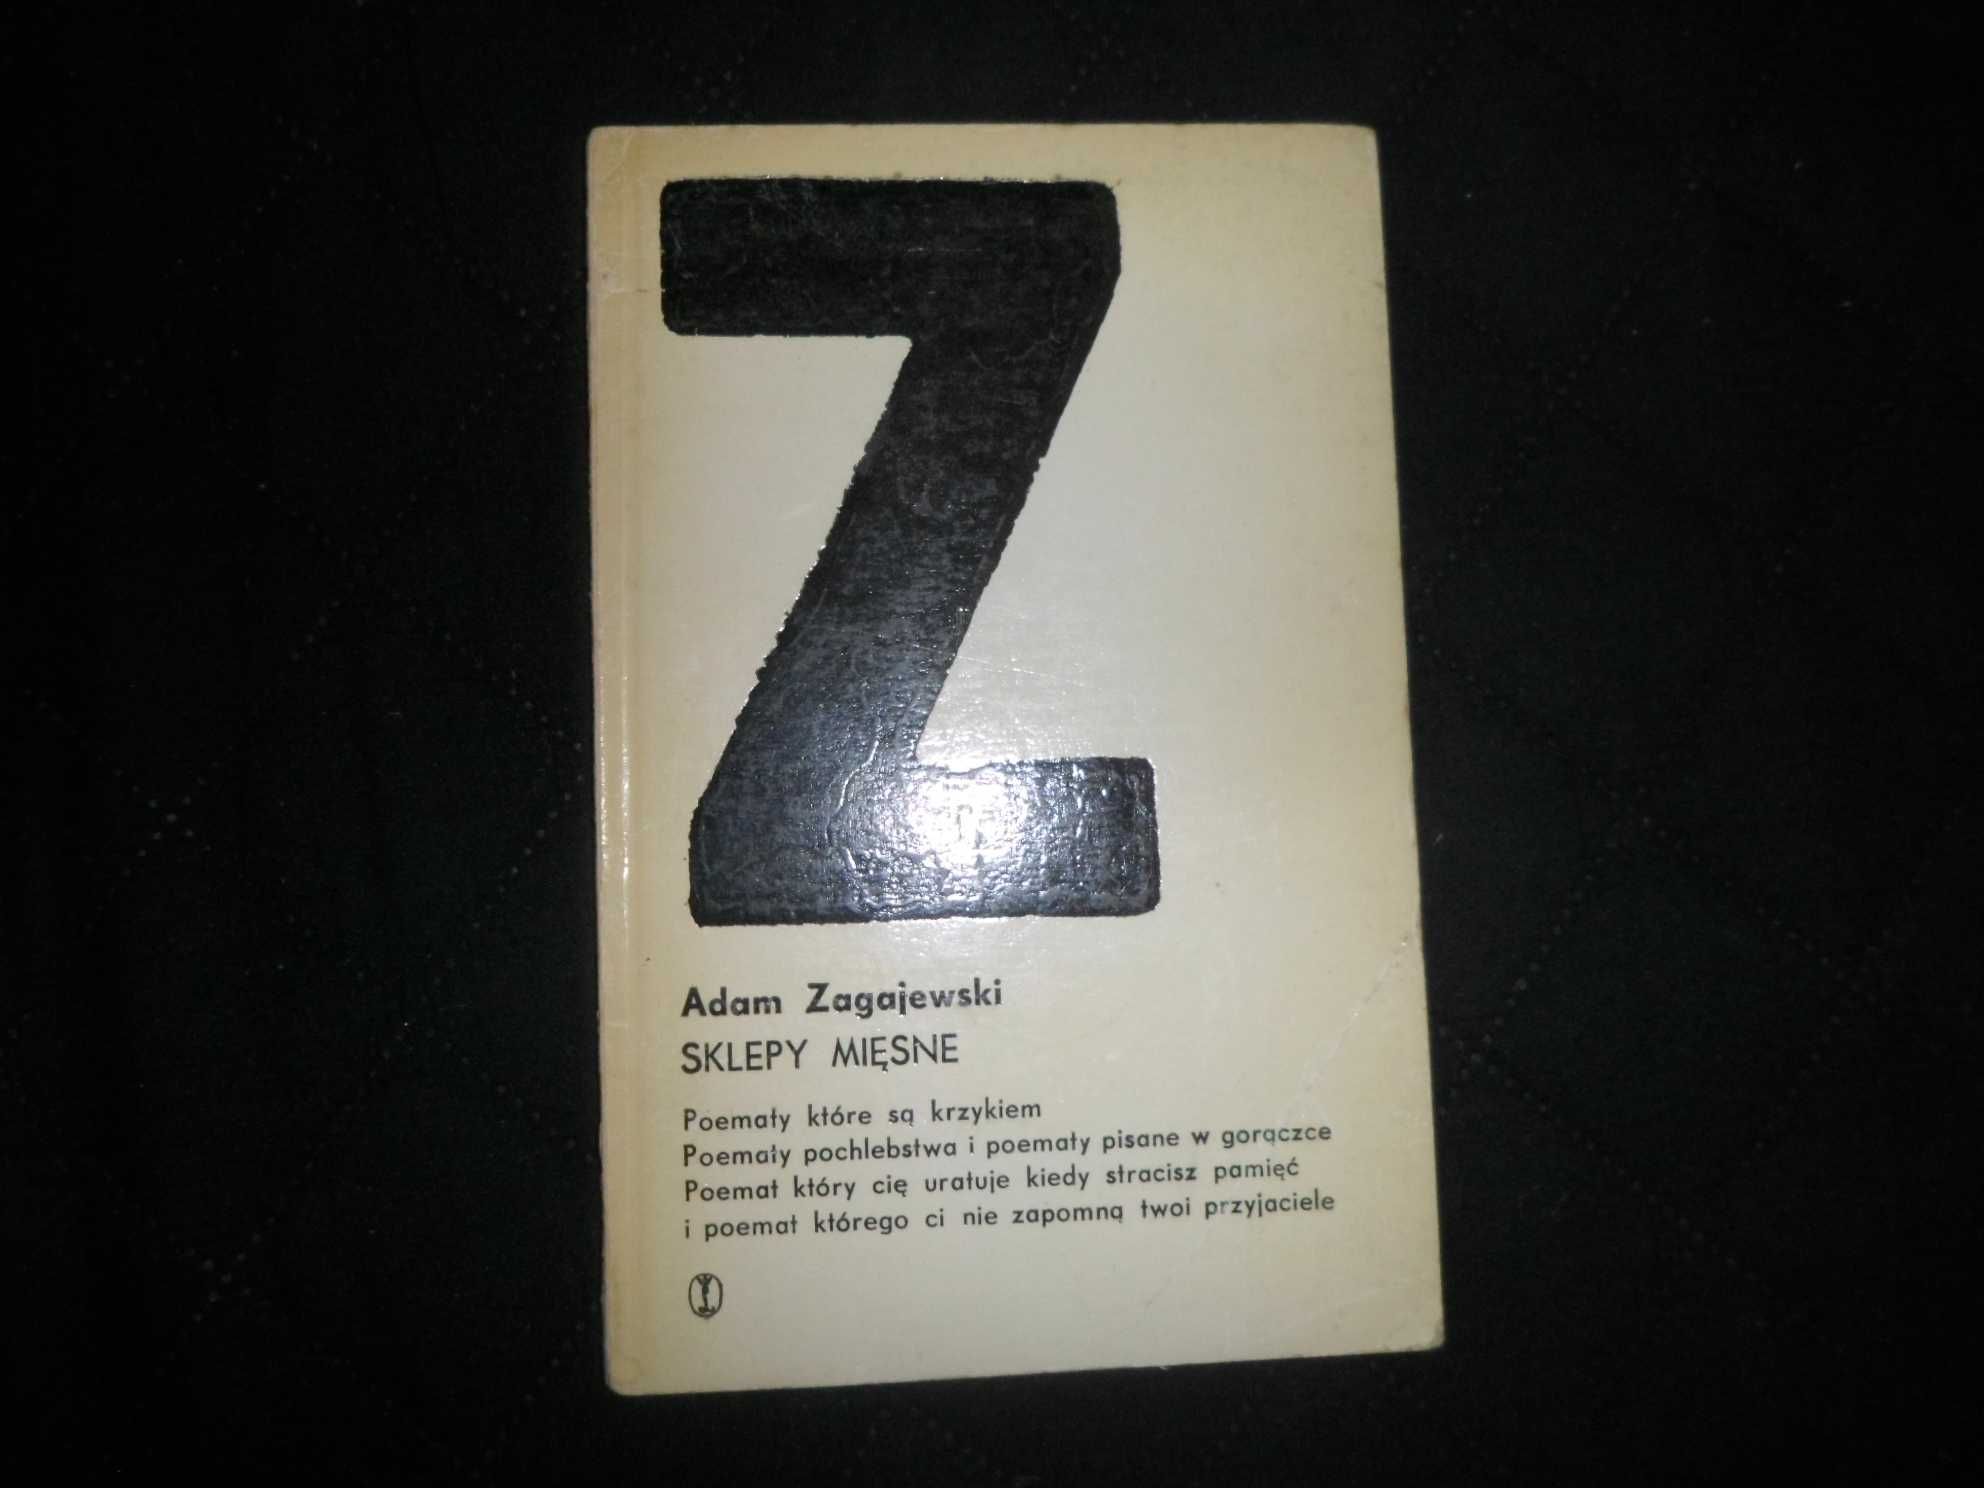 Z
Adam Zagajewski
SKLEPY MIĘSNE
Poematy które są krzykiem
Poematy pochlebstwa i poematy pisane w gorączce
Poemat który cię uratuje kiedy stracisz pamięć
i poemat którego ci nie zapomną twoi przyjaciele